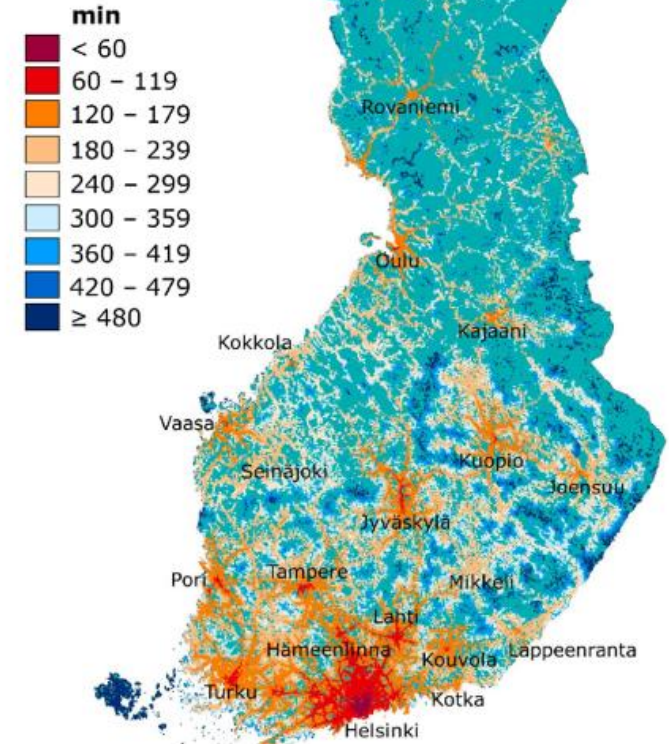 min
< 60
60 – 119
120 – 179
180 – 239
240 – 299
300 – 359
360 – 419
420 – 479
≥ 480
Rovaniemi
Oulu
Kajaani
Kokkola
Vaasa
Kuopio
Seinäjoki
Joensuu
Jyväskylä
Tampere
Pori
Mikkeli
Lahti
Hämeenlinna
Lappeenranta
Kouvola
Turku
Kotka
Helsinki